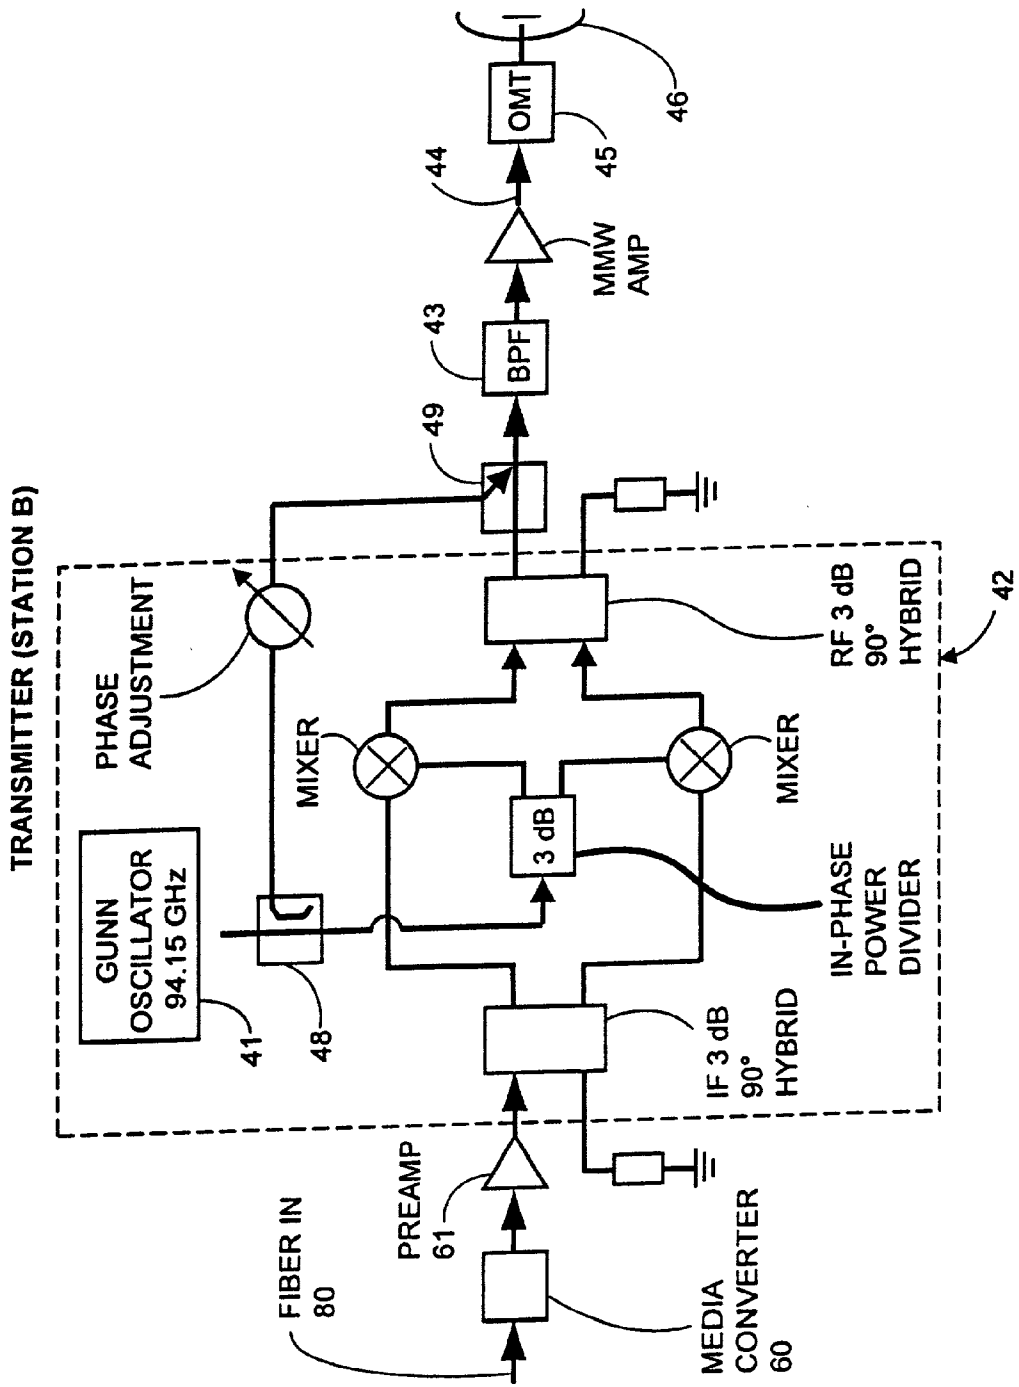 TRANSMITTER (STATION B)
GUNN
OSCILLATOR
94.15 GHz
41
48
PHASE
ADJUSTMENT
MIXER
49
43
BPF
44
MMW
AMP
OMT
45
46
FIBER IN
80
PREAMP
61
MEDIA
CONVERTER
60
IF 3 dB
90°
HYBRID
3 dB
IN-PHASE
POWER
DIVIDER
MIXER
RF 3 dB
90°
HYBRID
42